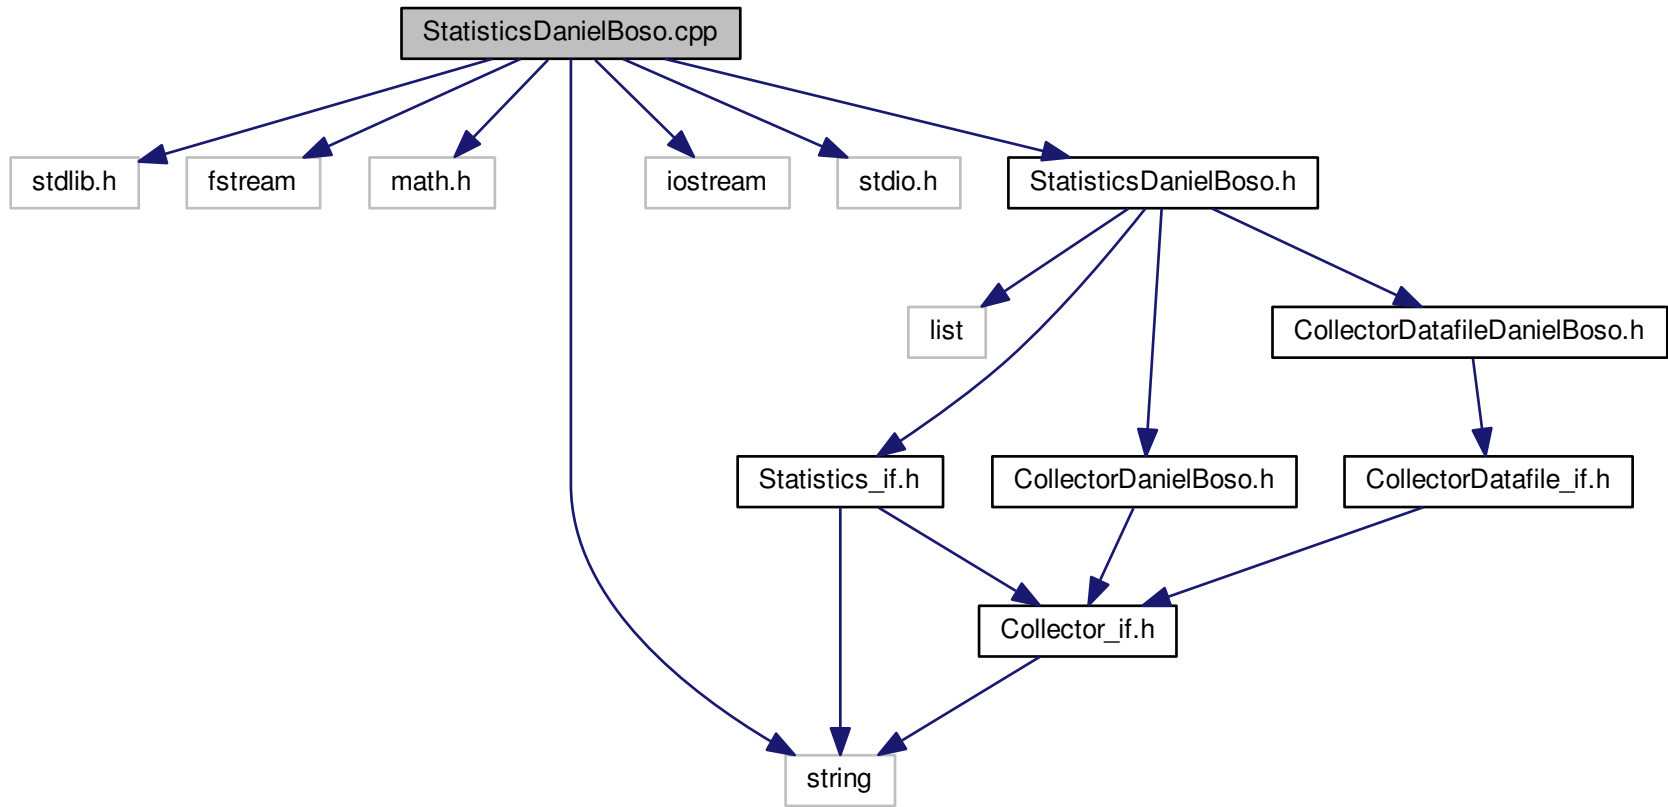 StatisticsDanielBoso.cpp
stdlib.h
fstream
math.h
iostream
stdio.h
StatisticsDanielBoso.h
list
CollectorDatafileDanielBoso.h
Statistics_if.h
CollectorDanielBoso.h
CollectorDatafile_if.h
Collector_if.h
string